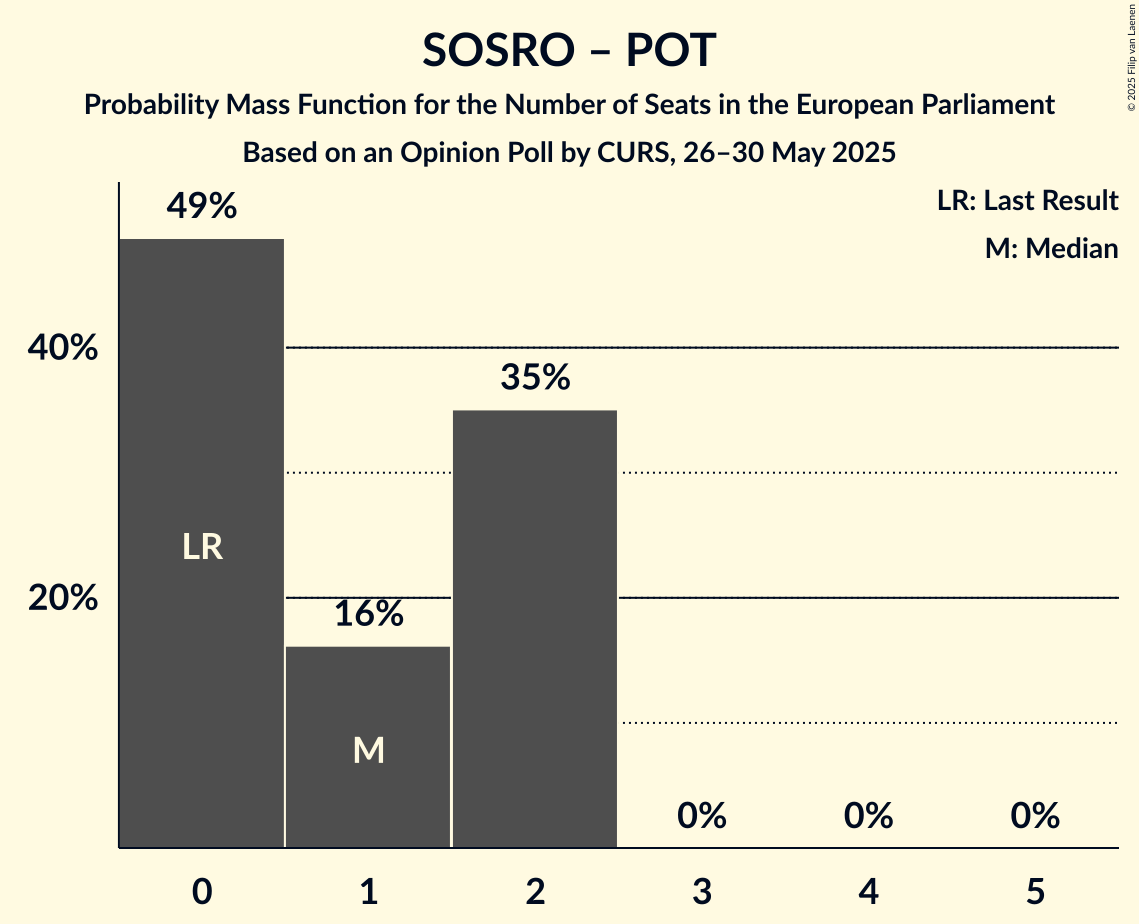 SOSRO – POT
Probability Mass Function for the Number of Seats in the European Parliament
Based on an Opinion Poll by CURS, 26–30 May 2025
© 2025 Filip van Laenen
LR: Last Result
M: Median
49%
40%
35%
LR
20%
16%
M
0%
0%
0%
0
1
2
3
4
5